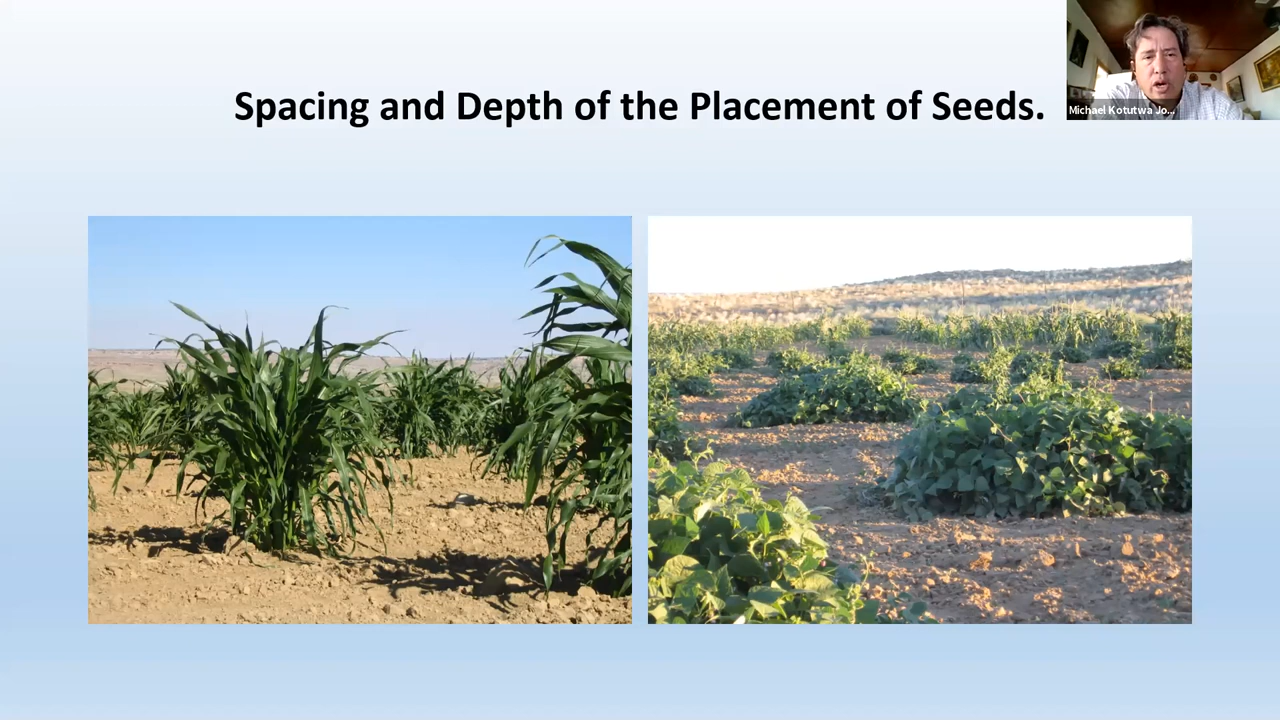 Spacing and Depth of the Placement of Seeds.
Michael Kotutwa Jo...